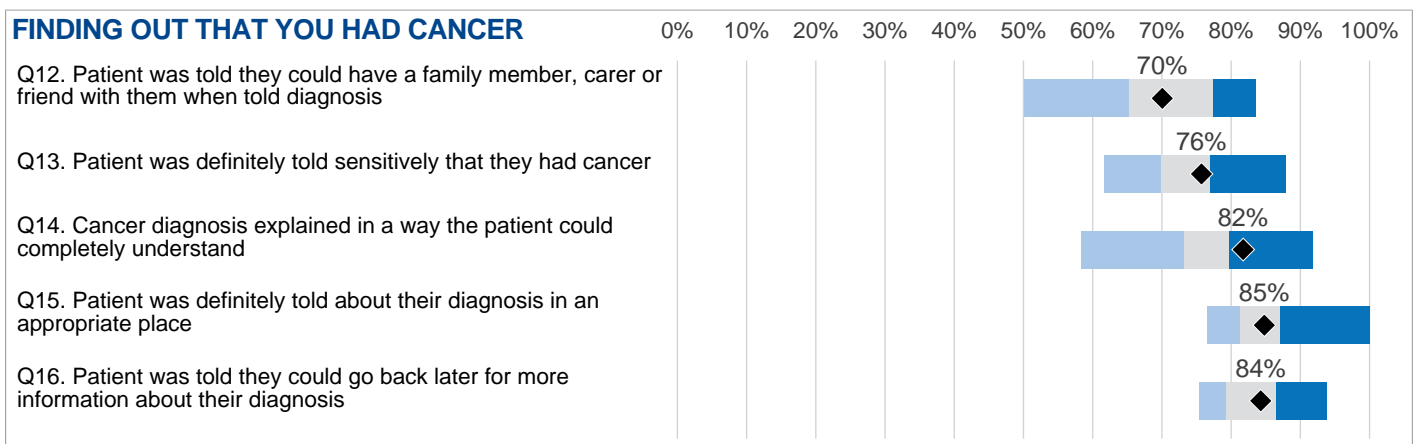 FINDING OUT THAT YOU HAD CANCER
0% 10% 20% 30% 40% 50% 60% 70% 80% 90% 100%
Q12. Patient was told they could have a family member, carer or
friend with them when told diagnosis
70%
Q13. Patient was definitely told sensitively that they had cancer
76%
Q14. Cancer diagnosis explained in a way the patient could
completely understand
82%
Q15. Patient was definitely told about their diagnosis in an
appropriate place
85%
Q16. Patient was told they could go back later for more
information about their diagnosis
84%